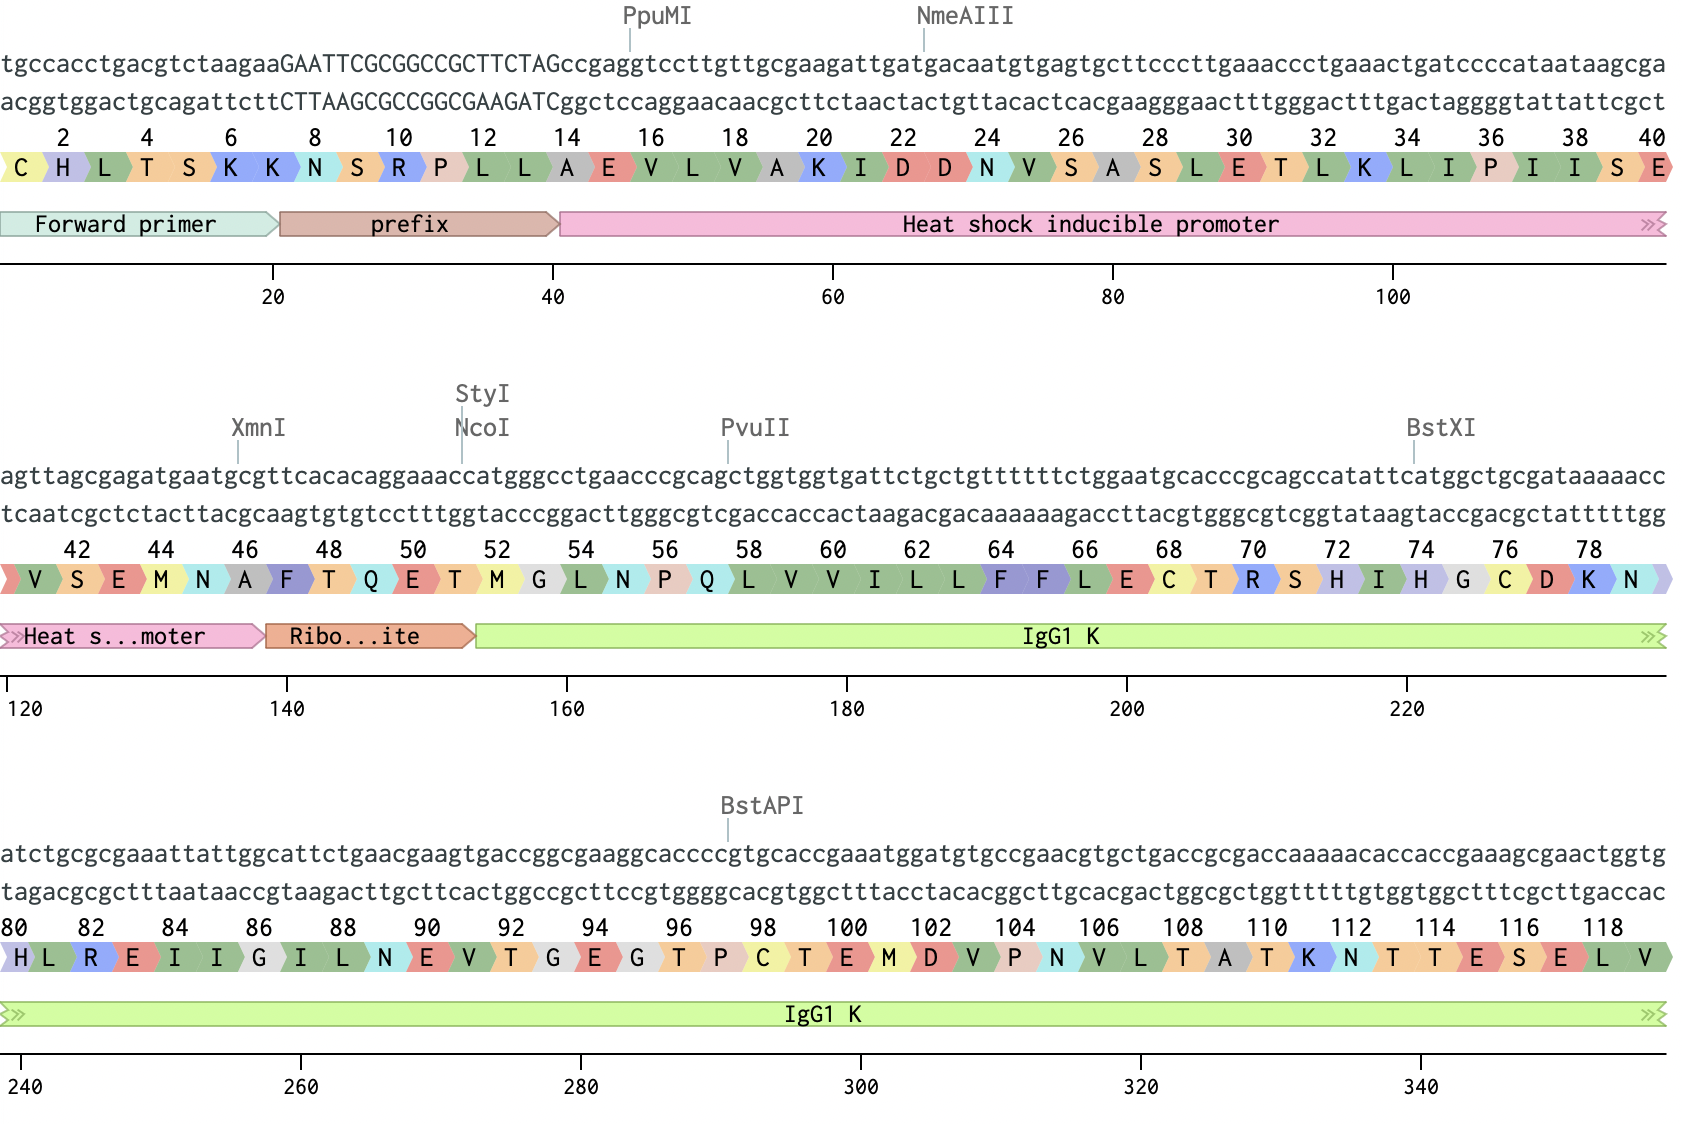 PpuMI NmeAIII
tgccacctgacgtctaagaaGAATTCGCGGCCGCTTCTAGccgaggtccttgttgcgaagattgatgacaatgtgagtgcttcccttgaaaccctgaaactgatccccataataagcga
acggtggactgcagattcttCTTAAGCGCCGGCGAAGATCggctccaggaacaacgcttctaactactgttacactcacgaagggaactttgggactttgactaggggtattattcgct
2 4 6 8 10 12 14 16 18 20 22 24 26 28 30 32 34 36 38 40
C H L T S K K N S R P L L A E V L V A K I D D N V S A S L E T L K L I P I I S E
Forward primer prefix Heat shock inducible promoter
20 40 60 80 100
StyI
XmnI NcoI PvuII BstXI
agttagcgagatgaatgcgttcacacaggaaaccatgggcctgaacccgcagctggtggtgattctgctgttttttctggaatgcacccgcagccatattcatggctgcgataaaaacc
tcaatcgctctacttacgcaagtgtgtcctttggtacccggacttgggcgtcgaccaccactaagacgacaaaaaagaccttacgtgggcgtcggtataagtaccgacgctatttttgg
42 44 46 48 50 52 54 56 58 60 62 64 66 68 70 72 74 76 78
V S E M N A F T Q E T M G L N P Q L V V I L L F F L E C T R S H I H G C D K N
Heat s...moter Ribo...ite IgG1 K
120 140 160 180 200 220
BstAPI
atctgcgcgaaattattggcattctgaacgaagtgaccggcgaaggcaccccgtgcaccgaaatggatgtgccgaacgtgctgaccgcgaccaaaaacaccaccgaaagcgaactggtg
tagacgcgctttaataaccgtaagacttgcttcactggccgcttccgtggggcacgtggctttacctacacggcttgcacgactggcgctggtttttgtggtggctttcgcttgaccac
80 82 84 86 88 90 92 94 96 98 100 102 104 106 108 110 112 114 116 118
H L R E I I G I L N E V T G E G T P C T E M D V P N V L T A T K N T T E S E L V
IgG1 K
240 260 280 300 320 340